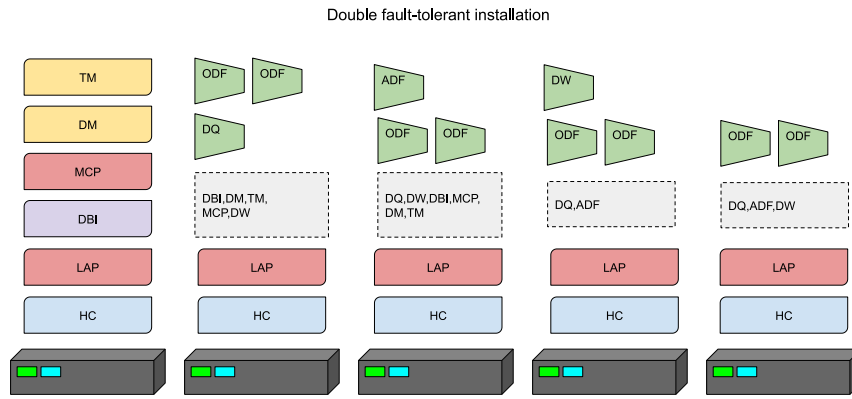 Double fault-tolerant installation
TM
DM
MCP
DBI
LAP
HC
ODF ODF
DQ
DBI,DM,TM,
MCP,DW
LAP
HC
ADF
ODF ODF
DQ,DW,DBI,MCP,
DM,TM
LAP
HC
DW
ODF ODF
DQ,ADF
LAP
HC
ODF ODF
DQ,ADF,DW
LAP
HC